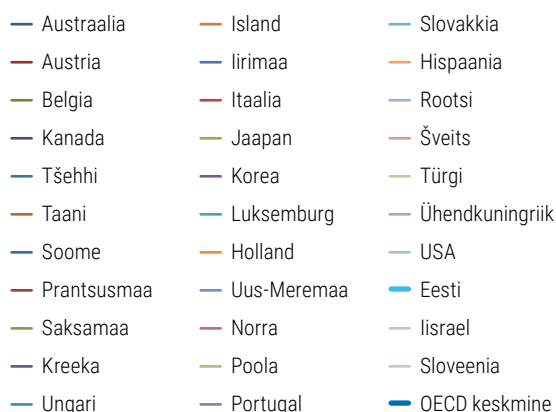 Austraalia
Austria
Belgia
Kanada
Tšehhi
Taani
Soome
Prantsusmaa
Saksamaa
Kreeka
Ungari
Island
Iirimaa
Itaalia
Jaapan
Korea
Luksemburg
Holland
Uus-Meremaa
Norra
Poola
Portugal
Slovakkia
Hispaania
Rootsi
Šveits
Türgi
Ühendkuningriik
USA
Eesti
Iisrael
Sloveenia
OECD keskmine